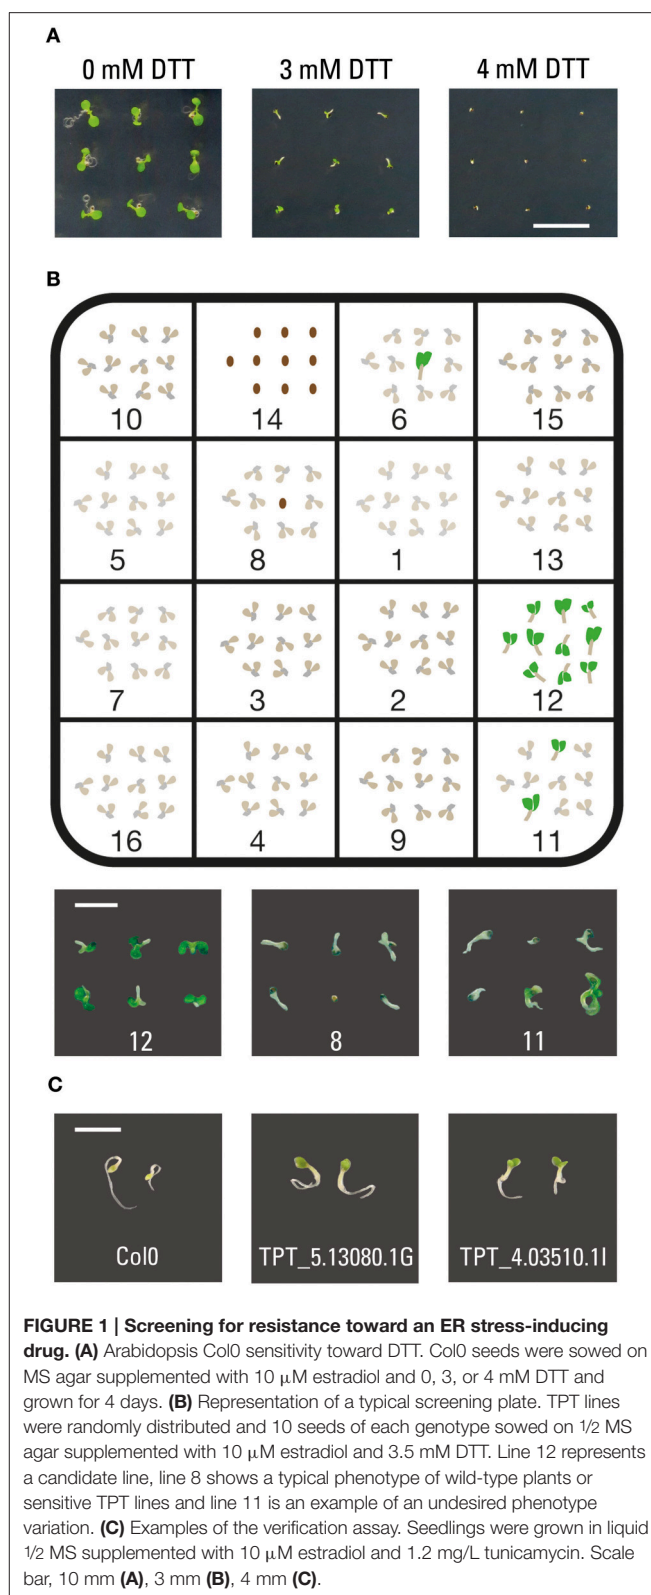 A
0 mM DTT 3 mM DTT 4 mM DTT
B
10 14 6 15
5 8 1 13
7 3 2 12
16 4 9 11
12 8 11
C
Col0 TPT_5.13080.1G TPT_4.03510.1I
FIGURE 1 | Screening for resistance toward an ER stress-inducing
drug. (A) Arabidopsis Col0 sensitivity toward DTT. Col0 seeds were sowed on
MS agar supplemented with 10 μM estradiol and 0, 3, or 4 mM DTT and
grown for 4 days. (B) Representation of a typical screening plate. TPT lines
were randomly distributed and 10 seeds of each genotype sowed on 1/2 MS
agar supplemented with 10 μM estradiol and 3.5 mM DTT. Line 12 represents
a candidate line, line 8 shows a typical phenotype of wild-type plants or
sensitive TPT lines and line 11 is an example of an undesired phenotype
variation. (C) Examples of the verification assay. Seedlings were grown in liquid
1/2 MS supplemented with 10 μM estradiol and 1.2 mg/L tunicamycin. Scale
bar, 10 mm (A), 3 mm (B), 4 mm (C).